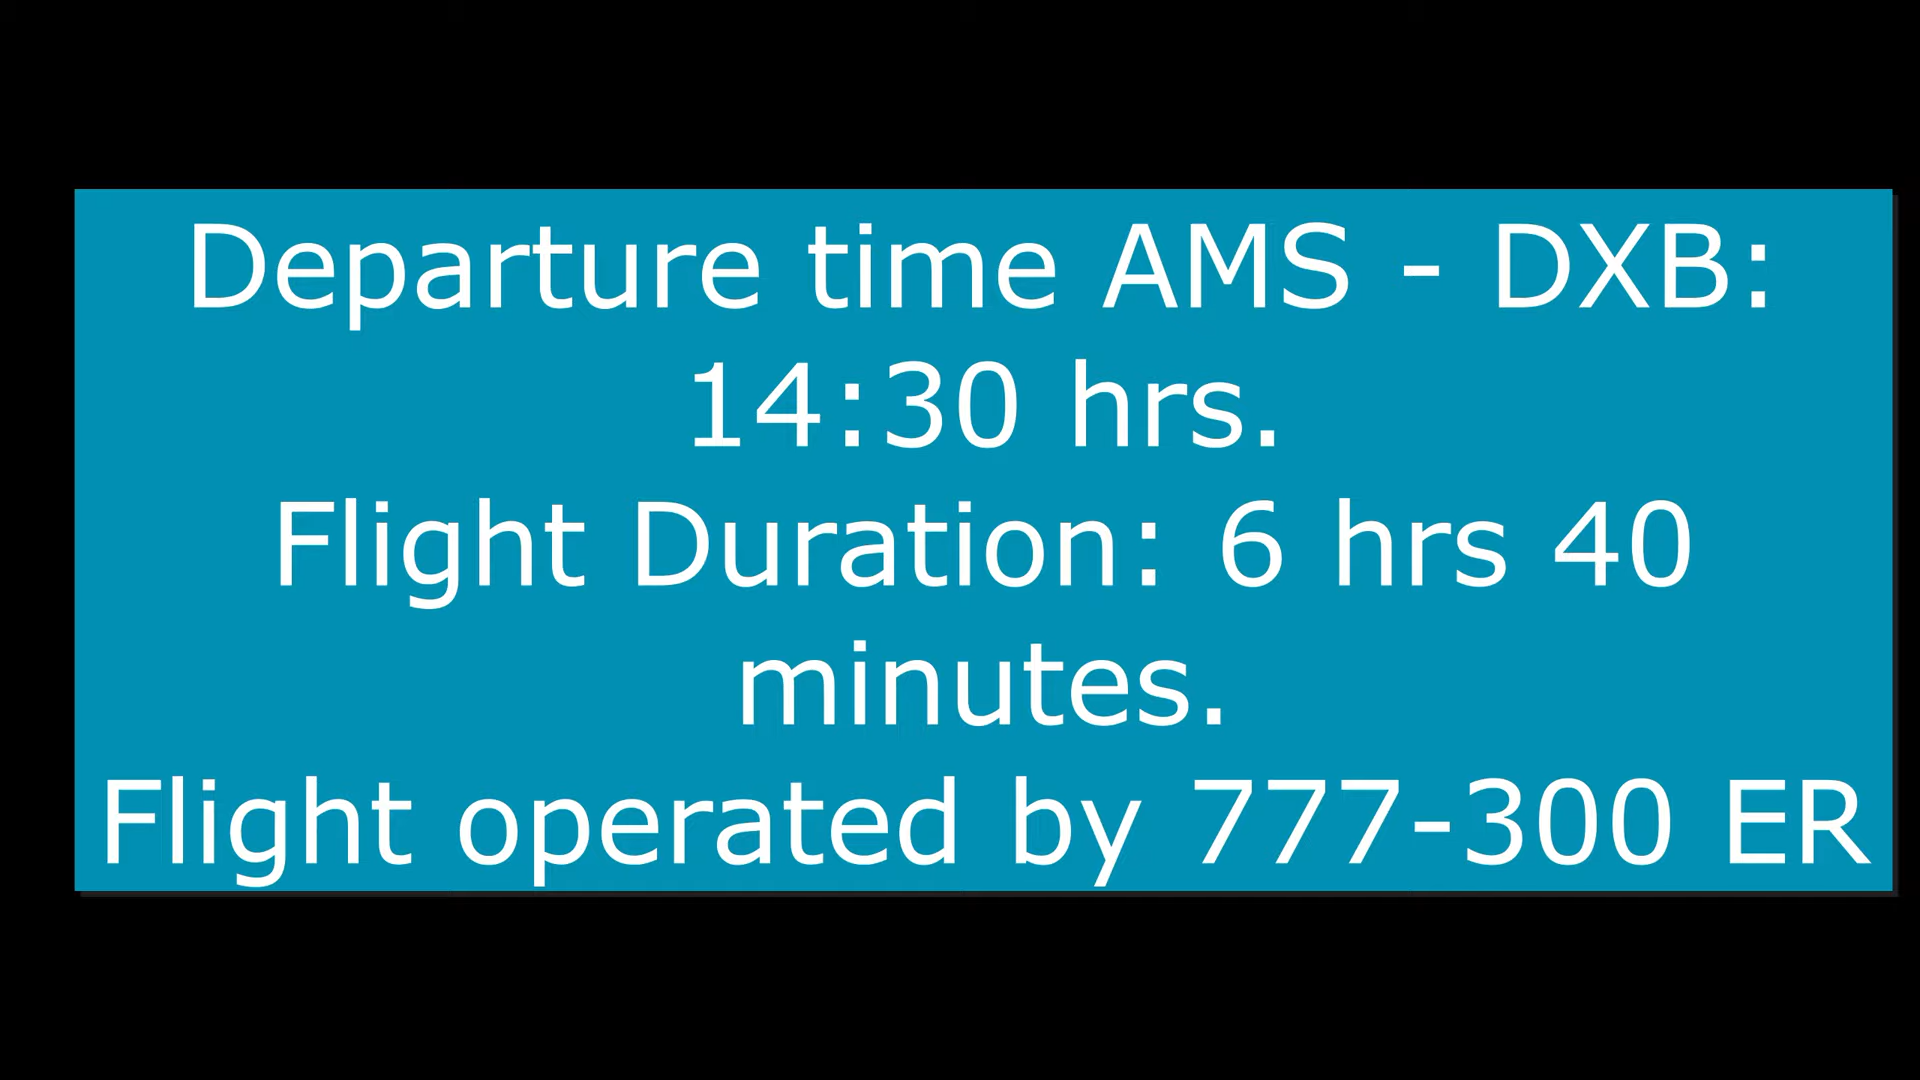 Departure time AMS - DXB:
14:30 hrs.
Flight Duration: 6 hrs 40
minutes.
Flight operated by 777-300 ER